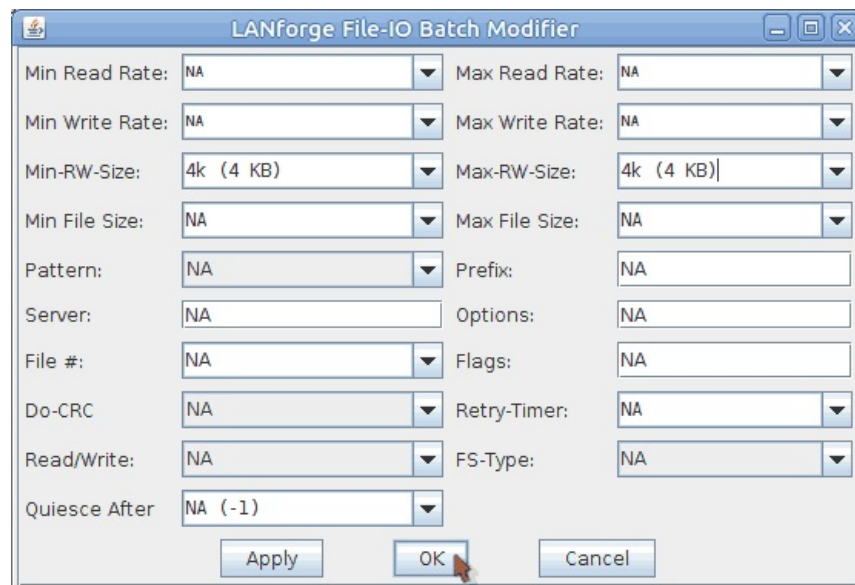 LANforge File-IO Batch Modifier
Min Read Rate: NA Max Read Rate: NA
Min Write Rate: NA Max Write Rate: NA
Min-RW-Size: 4k (4 KB) Max-RW-Size: 4k (4 KB)
Min File Size: NA Max File Size: NA
Pattern: NA Prefix: NA
Server: NA Options: NA
File #: NA Flags: NA
Do-CRC NA Retry-Timer: NA
Read/Write: NA FS-Type: NA
Quiesce After NA (-1)
Apply OK Cancel